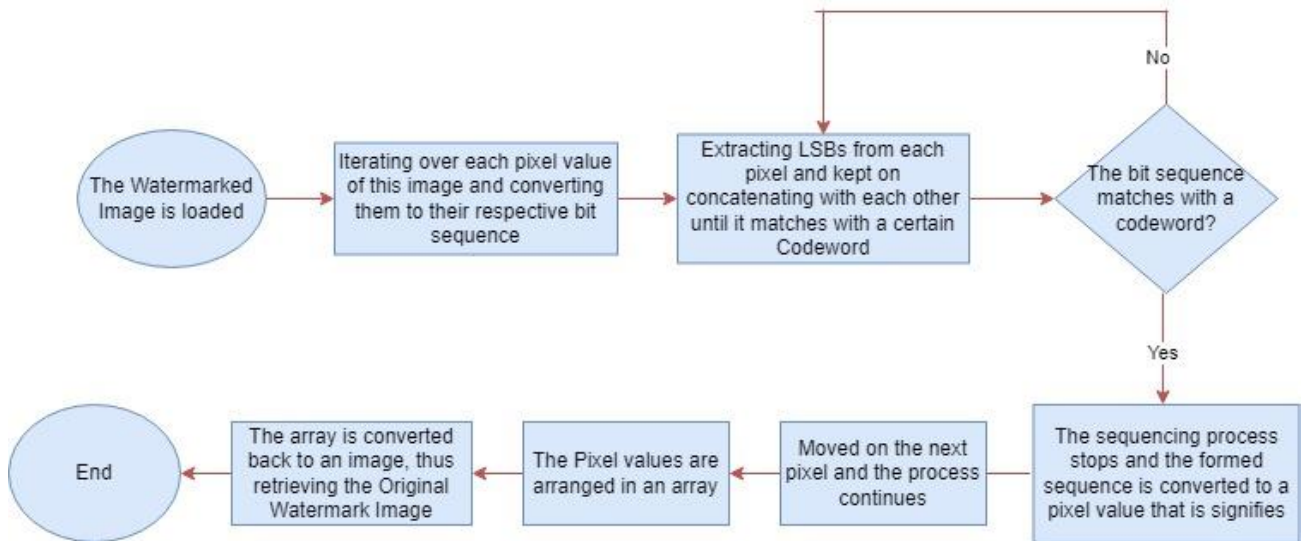 The Watermarked
Image is loaded
Iterating over each pixel value
of this image and converting
them to their respective bit
sequence
Extracting LSBs from each
pixel and kept on
concatenating with each other
until it matches with a certain
Codeword
No
The bit sequence
matches with a
codeword?
Yes
The sequencing process
stops and the formed
sequence is converted to a
pixel value that is signifies
Moved on the next
pixel and the process
continues
The Pixel values are
arranged in an array
The array is converted
back to an image, thus
retrieving the Original
Watermark Image
End